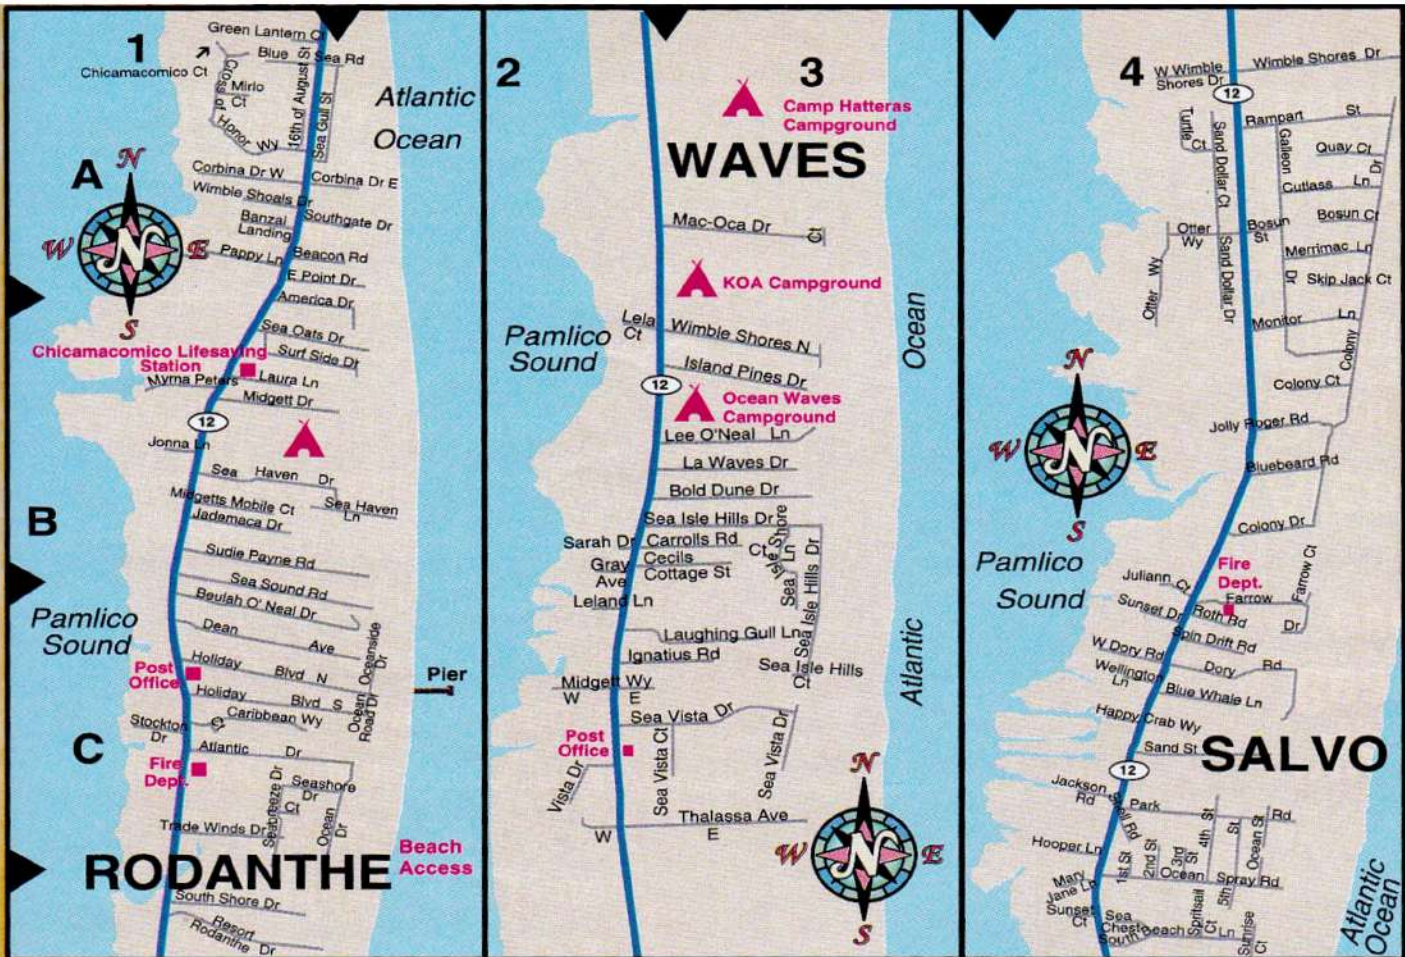 1
Green Lantern Ct
Blue Sea Rd
Chicamacomico Ct
Cross of Honor Wy
Mirlo
Ct
16th of August St
Sea Gull St
Atlantic
Ocean
A
N
W
N
E
S
Corbina Dr W
Corbina Dr E
Wimble Shoals Dr
Southgate Dr
Banzai
Landing
Pappy Ln
Beacon Rd
E Point Dr
America Dr
Sea Oats Dr
Surf Side Dr
Chicamacomico Lifesaving
Station
Laura Ln
Myrna Peters
Midgett Dr
12
Jonna Ln
Sea Haven Dr
Midgetts Mobile Ct
Sea Haven
Ln
Jademaca Dr
B
Sudie Payne Rd
Sea Sound Rd
Beulah O' Neal Dr
Pamlico
Sound
Dean Ave
Oceanside Dr
Holiday Blvd N
Post
Office
Pier
Holiday Blvd S
Ocean
Road Dr
Caribbean Wy
Stockton
Dr
Ct
C
Atlantic Dr
Fire
Dept.
Seabreeze Dr
Seashore
Dr
Ct
Ocean
Dr
Trade Winds Dr
RODANTHE
Beach
Access
South Shore Dr
Resort
Rodanthe Dr
2
3
Camp Hatteras
Campground
WAVES
Mac-Oca Dr
Ct
KOA Campground
Lela
Ct
Wimble Shores N
Pamlico
Sound
Island Pines Dr
12
Ocean Waves
Campground
Ocean
Lee O'Neal Ln
La Waves Dr
Bold Dune Dr
Sea Isle Hills Dr
Sarah Dr
Carrolls Rd
Gray
Ave
Cecils
Cottage St
Ct
Ln
Sea Isle Shore
Sea Isle Hills Dr
Leland Ln
Laughing Gull Ln
Ignatius Rd
Sea Isle Hills
Ct
Atlantic
Midgett Wy
W
E
Sea Vista Dr
Post
Office
Sea Vista Ct
Sea Vista Dr
Vista Dr
Thalassa Ave
W
E
N
W
N
E
S
4
W Wimble
Shores Dr
Wimble Shores Dr
12
Turtle
Ct
Sand Dollar Ct
Rampart St
Galleon
Dr
Quay Ct
Dr
Cutlass Ln
Otter
Wy
Bosun
St
Bosun Ct
Otter Wy
Sand Dollar Dr
Merrimac Ln
Skip Jack Ct
Monitor Ln
Colony
Colony Ct
N
W
N
E
S
Jolly Roger Rd
Bluebeard Rd
Colony Dr
Pamlico
Sound
Fire
Dept.
Juliann Ct
Farrow
Dr
Farrow Ct
Sunset Dr
Roth Rd
Spin Drift Rd
W Dory Rd
Dory Rd
Wellington
Ln
Blue Whale Ln
Happy Crab Wy
Sand St
SALVO
12
Jackson
Rd
Shell Rd
Park Rd
Hooper Ln
1st St
2nd St
3rd
St
4th St
5th St
Ocean St
Ocean Spray Rd
Mary
Jane Ln
Sunset
Ct
Sea
Chest
South Beach Ln
Spritsail
Ct
Sunrise
Ct
Atlantic
Ocean